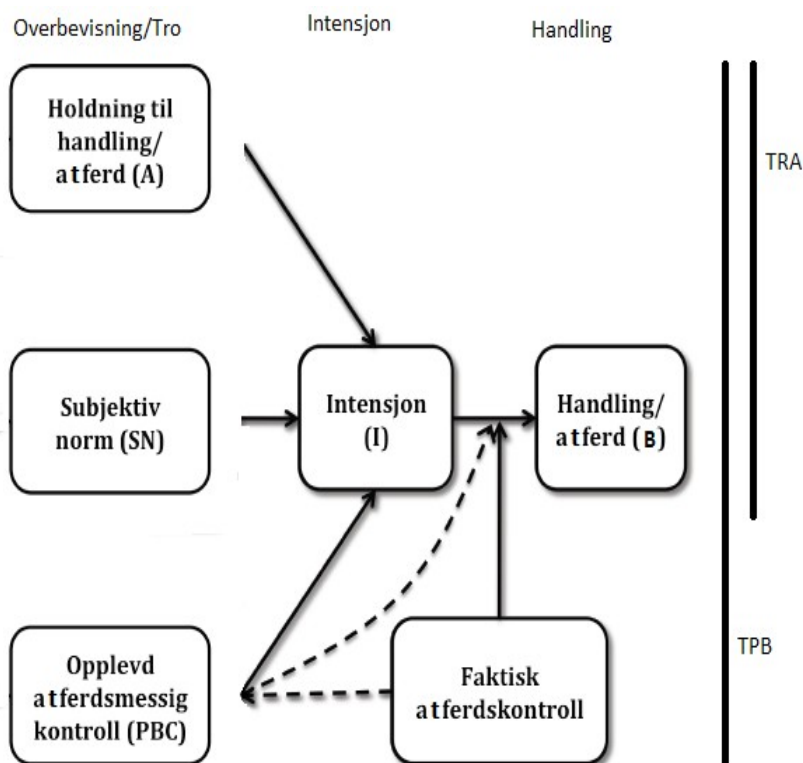 Overbevisning/Tro
Intensjon
Handling
Holdning til
handling/
atferd (A)
TRA
Subjektiv
norm (SN)
Intensjon
(I)
Handling/
atferd (B)
Opplevd
atferdsmessig
kontroll (PBC)
Faktisk
atferdskontroll
TPB